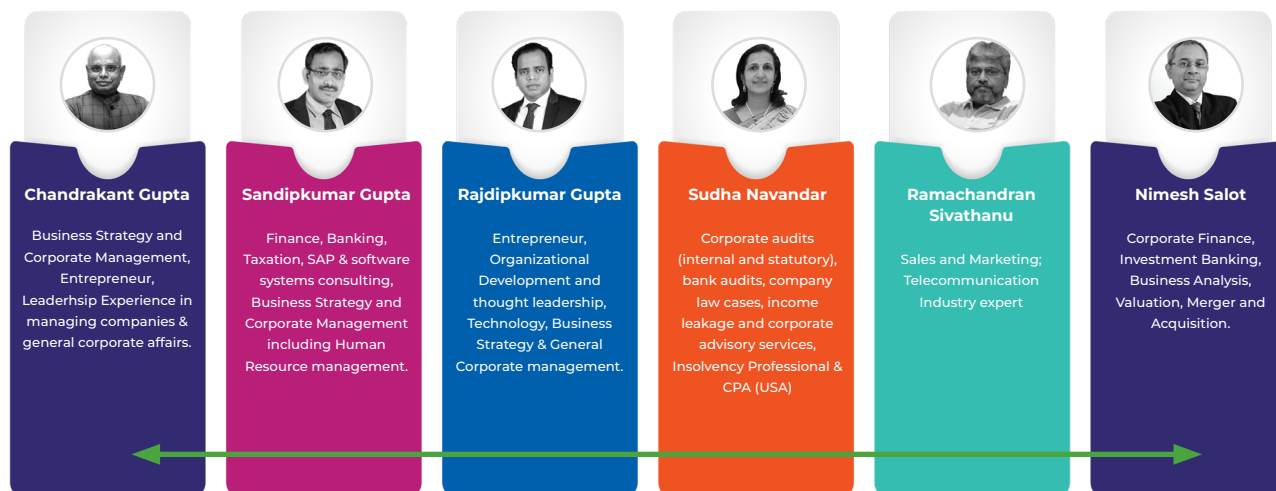 Chandrakant Gupta
Business Strategy and
Corporate Management,
Entrepreneur,
Leaderhsip Experience in
managing companies &
general corporate affairs.
Sandipkumar Gupta
Finance, Banking,
Taxation, SAP & software
systems consulting,
Business Strategy and
Corporate Management
including Human
Resource management.
Rajdipkumar Gupta
Entrepreneur,
Organizational
Development and
thought leadership,
Technology, Business
Strategy & General
Corporate management.
Sudha Navandar
Corporate audits
(internal and statutory),
bank audits, company
law cases, income
leakage and corporate
advisory services,
Insolvency Professional &
CPA (USA)
Ramachandran
Sivathanu
Sales and Marketing;
Telecommunication
Industry expert
Nimesh Salot
Corporate Finance,
Investment Banking,
Business Analysis,
Valuation, Merger and
Acquisition.